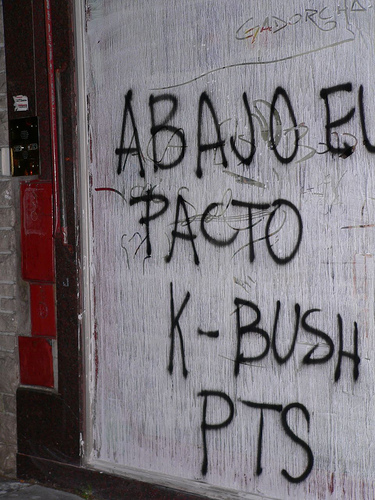 ABAJO EL
PACTO
K-BUSH
PTS